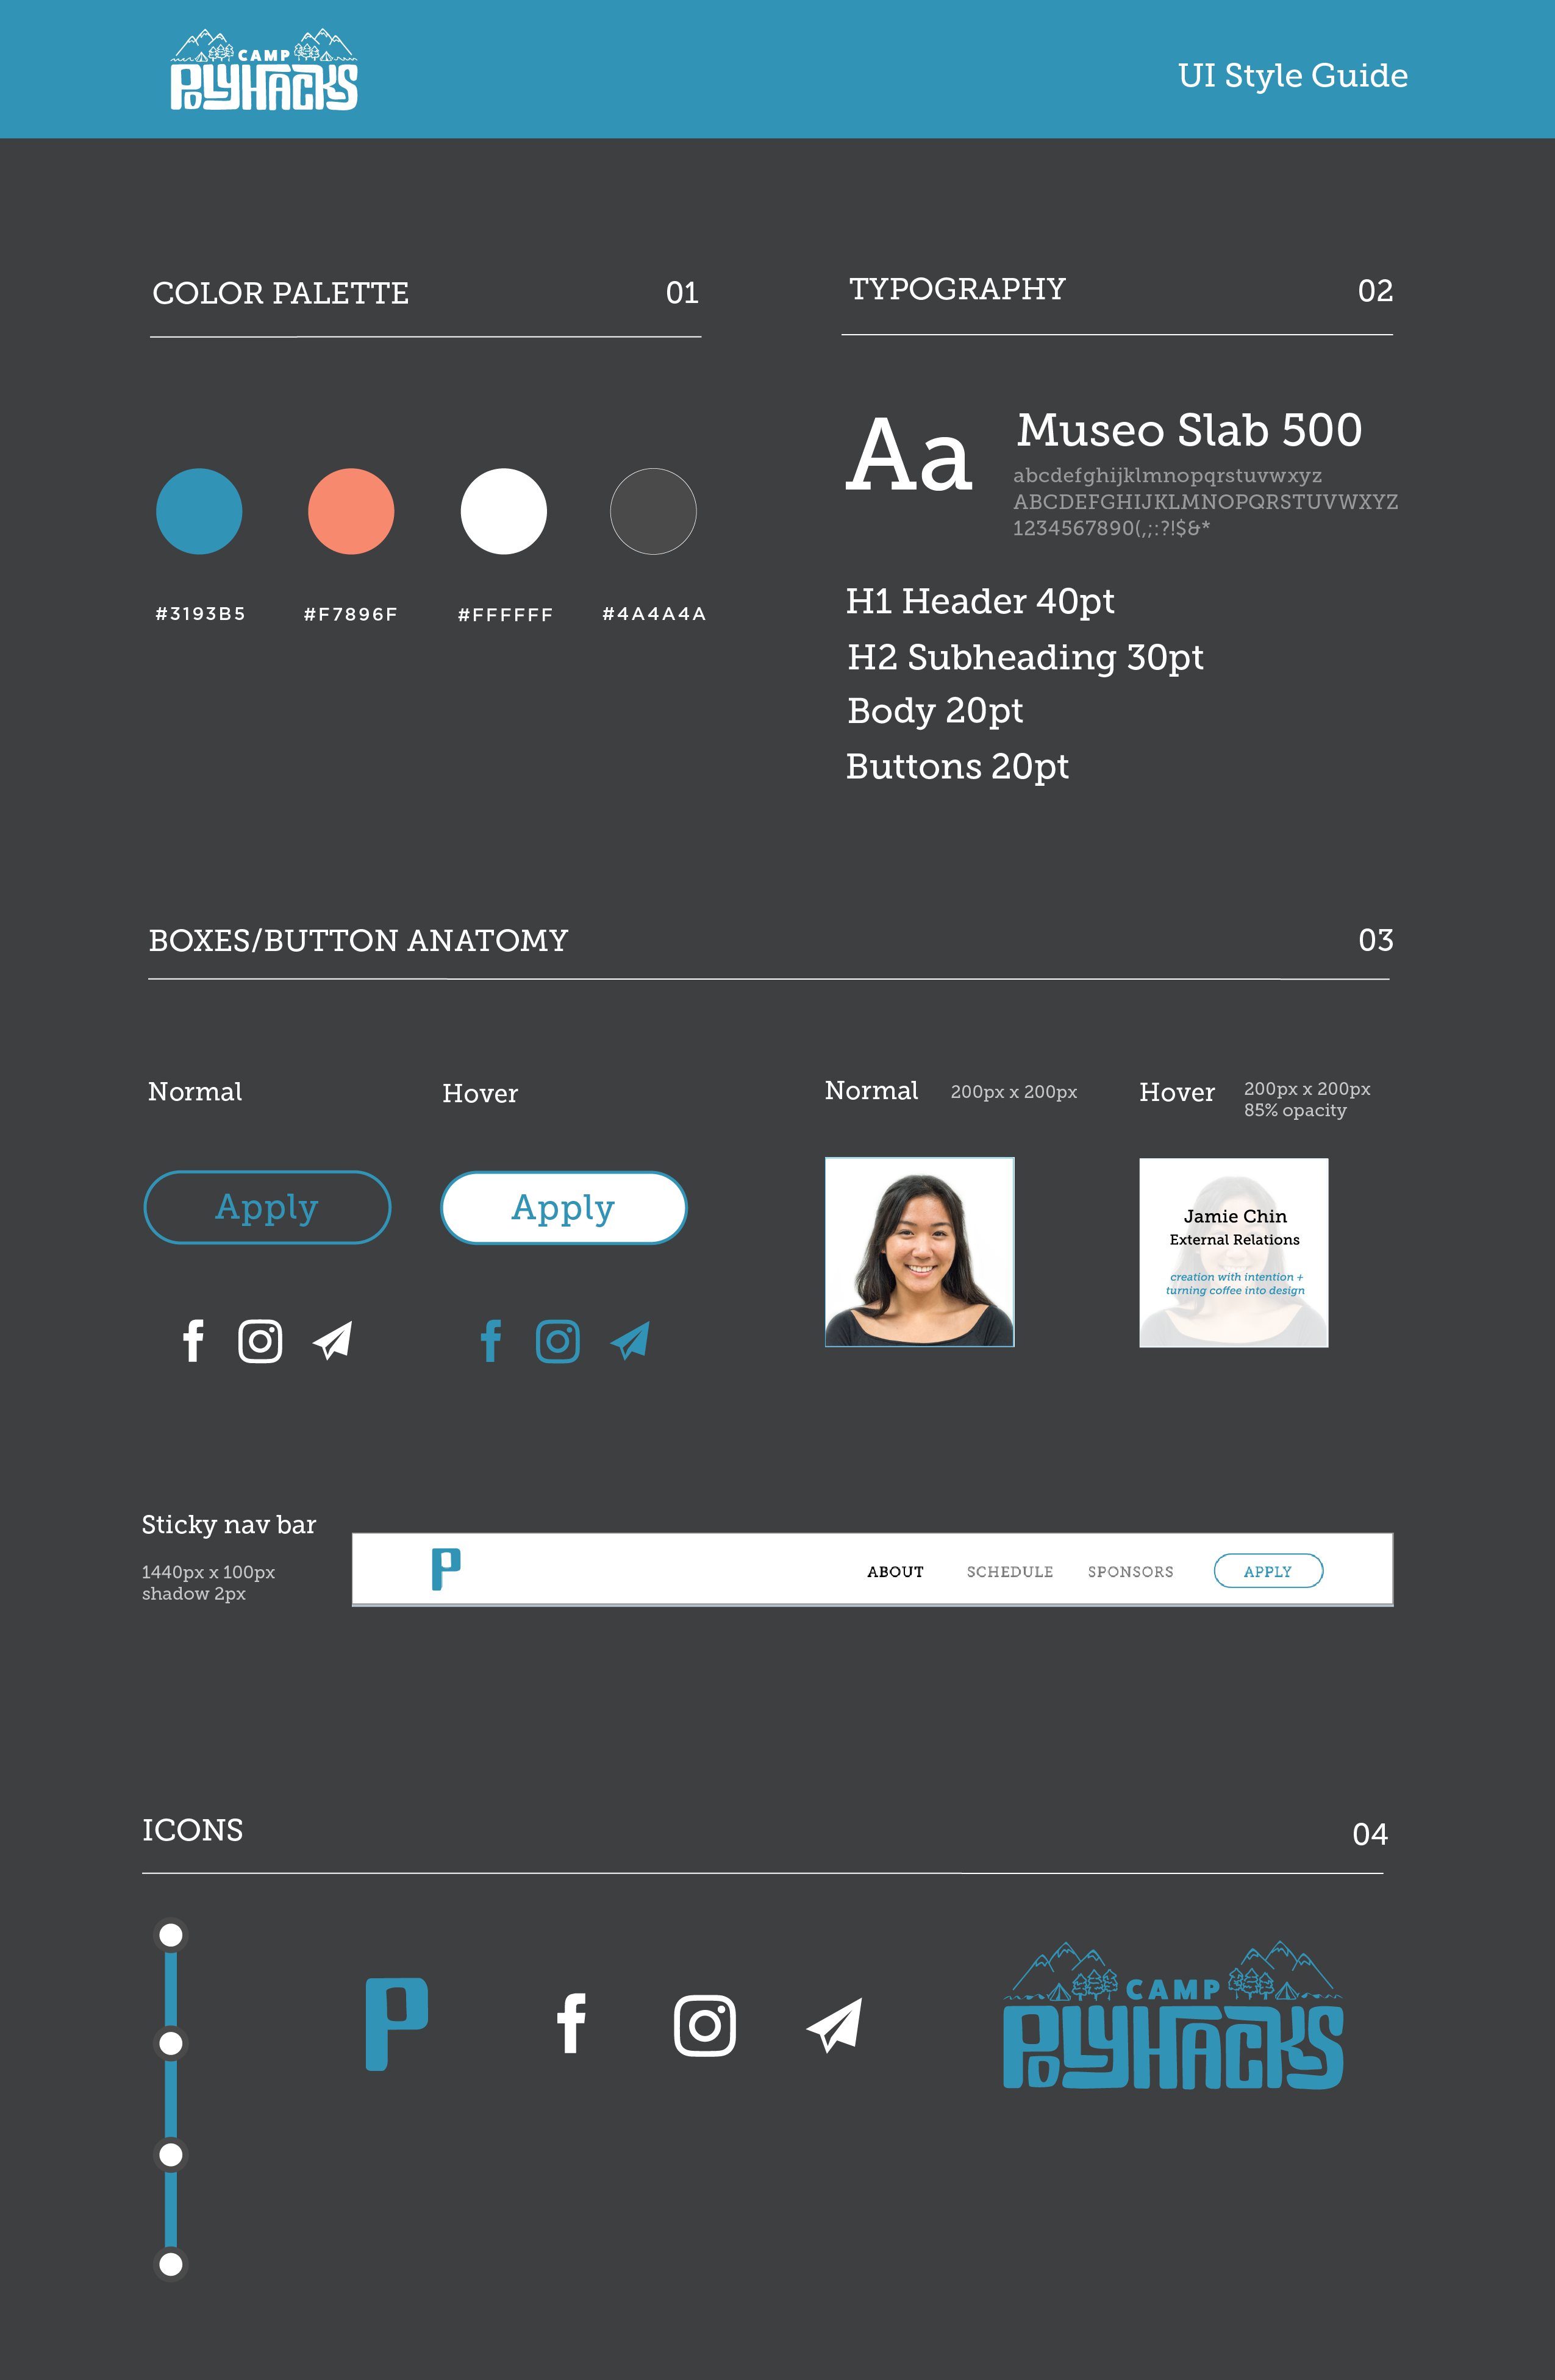 CAMP
POLYHACKS
UI Style Guide
COLOR PALETTE
01
#3193B5
#F7896F
#FFFFFF
#4A4A4A
TYPOGRAPHY
02
Aa
Museo Slab 500
abcdefghijklmnopqrstuvwxyz
ABCDEFGHIJKLMNOPQRSTUVWXYZ
1234567890(,;:?!$&*
H1 Header 40pt
H2 Subheading 30pt
Body 20pt
Buttons 20pt
BOXES/BUTTON ANATOMY
03
Normal
Hover
Apply
Apply
Normal
200px x 200px
Hover
200px x 200px
85% opacity
Jamie Chin
External Relations
creation with intention +
turning coffee into design
Sticky nav bar
1440px x 100px
shadow 2px
P
ABOUT
SCHEDULE
SPONSORS
APPLY
ICONS
04
P
CAMP
POLYHACKS